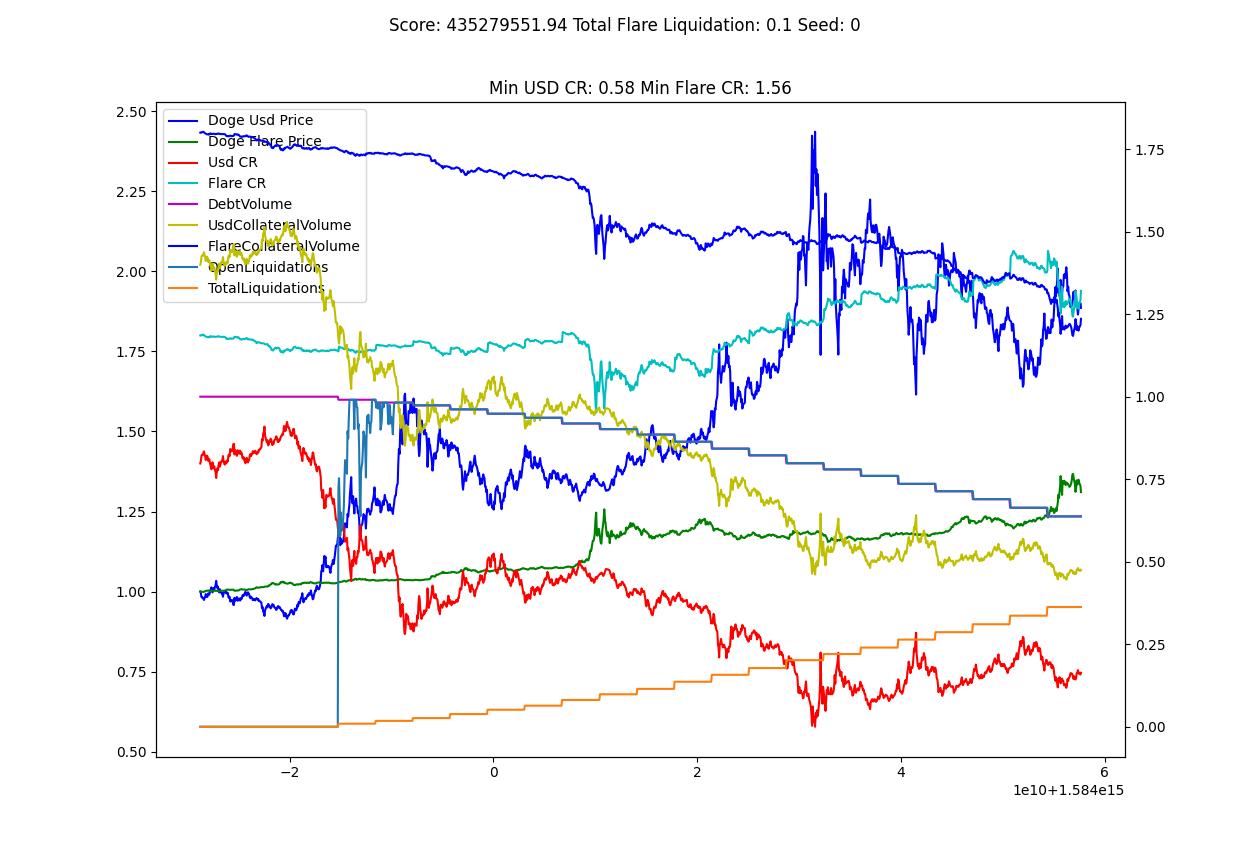 Score: 435279551.94 Total Flare Liquidation: 0.1 Seed: 0
Min USD CR: 0.58 Min Flare CR: 1.56
Doge Usd Price
Doge Flare Price
Usd CR
Flare CR
DebtVolume
UsdCollateralVolume
FlareCollateralVolume
OpenLiquidations
TotalLiquidations
2.50
2.25
2.00
1.75
1.50
1.25
1.00
0.75
0.50
1.75
1.50
1.25
1.00
0.75
0.50
0.25
0.00
−2
0
2
4
6
1e10+1.584e15